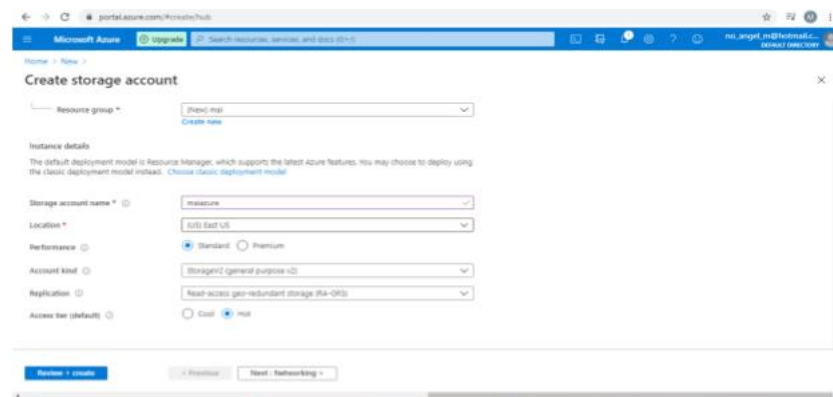 portal.azure.com/#create/hub
Microsoft Azure
Upgrade
Search resources, services, and docs (G+/)
no_angel_m@hotmail.c...
DEFAULT DIRECTORY
Home > New >
Create storage account
Resource group *
(New) mai
Create new
Instance details
The default deployment model is Resource Manager, which supports the latest Azure features. You may choose to deploy using
the classic deployment model instead. Choose classic deployment model
Storage account name *
maiazure
Location *
(US) East US
Performance
Standard Premium
Account kind
StorageV2 (general purpose v2)
Replication
Read-access geo-redundant storage (RA-GRS)
Access tier (default)
Cool Hot
Review + create
< Previous
Next : Networking >